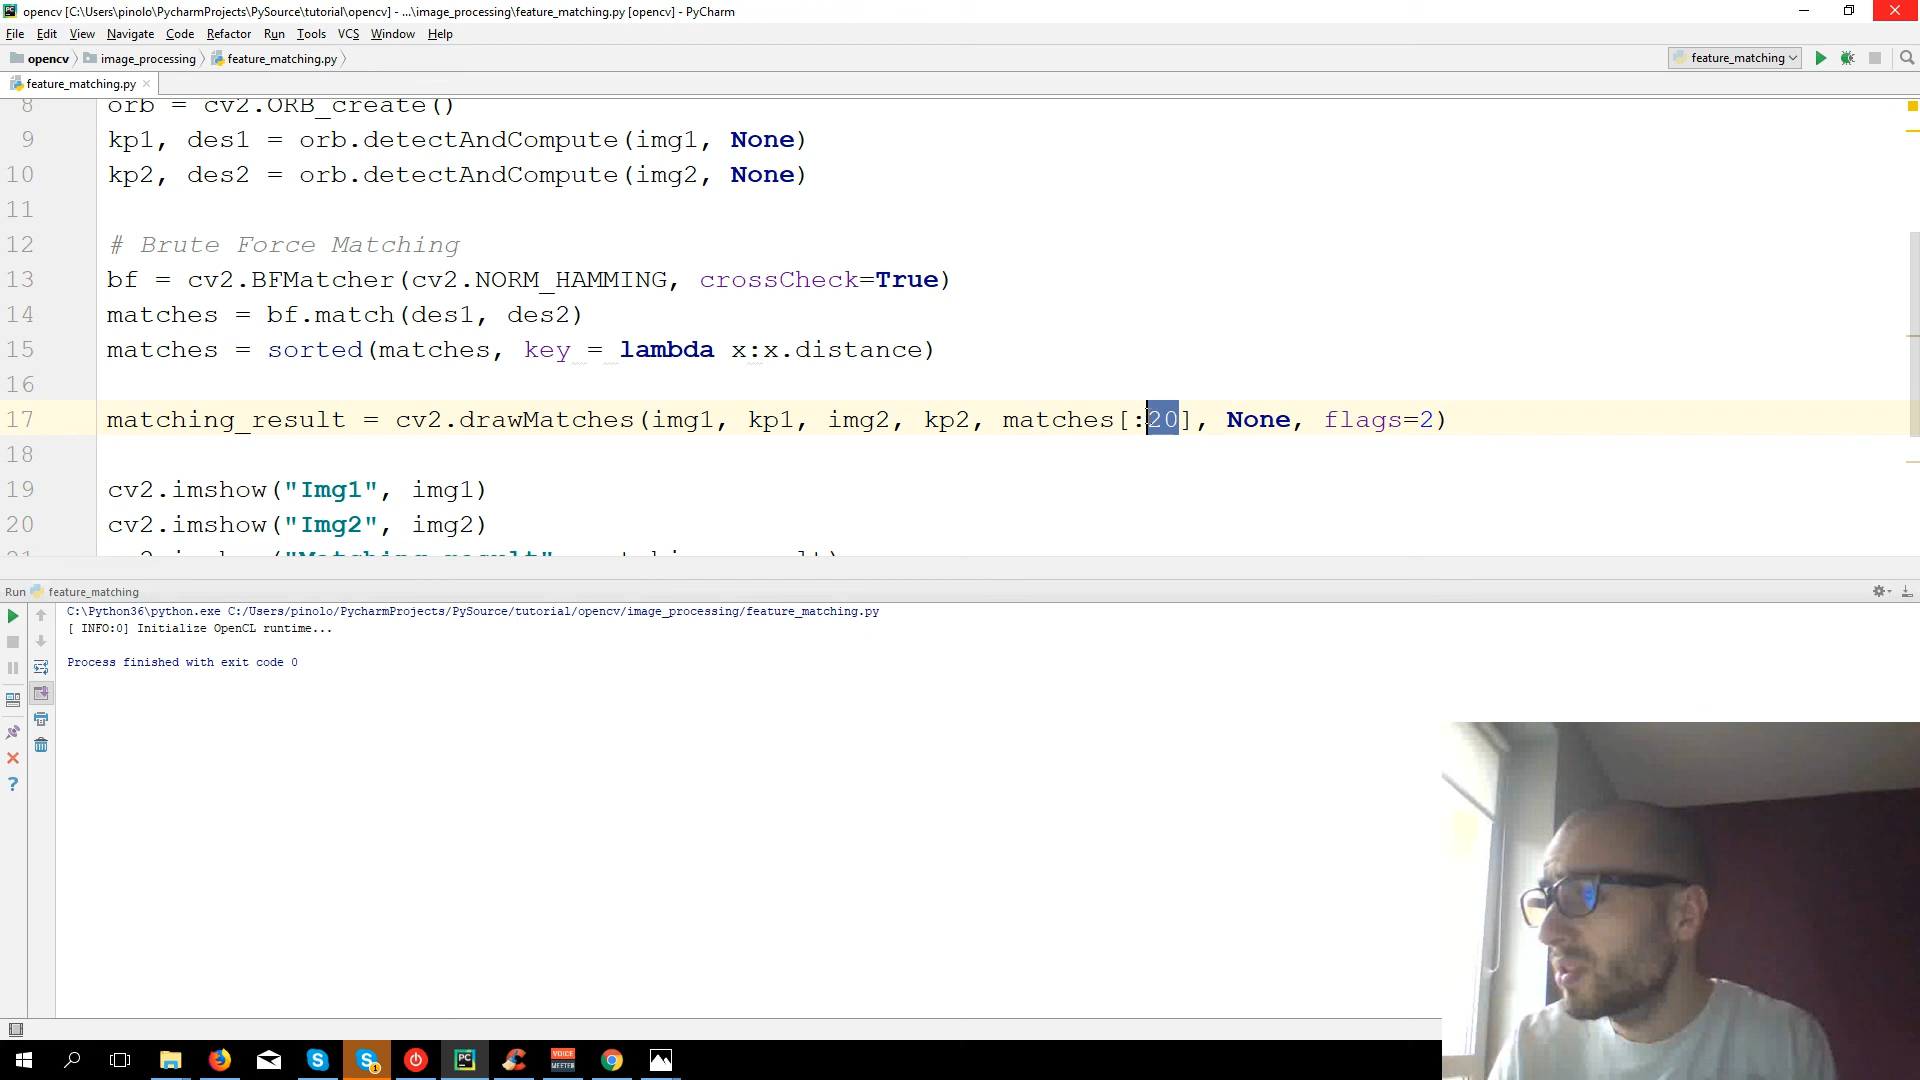 opencv [C:\Users\pinolo\PycharmProjects\PySource\tutorial\opencv] - ...\image_processing\feature_matching.py [opencv] - PyCharm
File Edit View Navigate Code Refactor Run Tools VCS Window Help
opencv image_processing feature_matching.py feature_matching
feature_matching.py
8 orb = cv2.ORB_create()
9 kp1, des1 = orb.detectAndCompute(img1, None)
10 kp2, des2 = orb.detectAndCompute(img2, None)
11
12 # Brute Force Matching
13 bf = cv2.BFMatcher(cv2.NORM_HAMMING, crossCheck=True)
14 matches = bf.match(des1, des2)
15 matches = sorted(matches, key = lambda x:x.distance)
16
17 matching_result = cv2.drawMatches(img1, kp1, img2, kp2, matches[:20], None, flags=2)
18
19 cv2.imshow("Img1", img1)
20 cv2.imshow("Img2", img2)
Run feature_matching
C:\Python36\python.exe C:/Users/pinolo/PycharmProjects/PySource/tutorial/opencv/image_processing/feature_matching.py
[ INFO:0] Initialize OpenCL runtime...
Process finished with exit code 0
PC
VOICE
MEETER